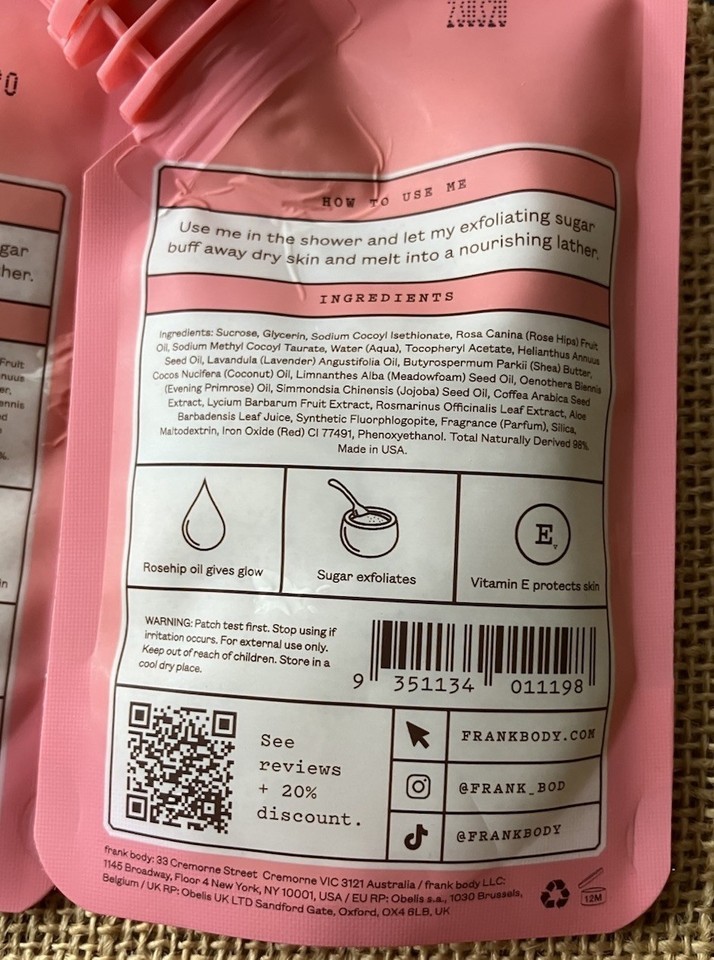 230320
HOW TO USE ME
Use me in the shower and let my exfoliating sugar
buff away dry skin and melt into a nourishing lather.
INGREDIENTS
Ingredients: Sucrose, Glycerin, Sodium Cocoyl Isethionate, Rosa Canina (Rose Hips) Fruit
Oil, Sodium Methyl Cocoyl Taurate, Water (Aqua), Tocopheryl Acetate, Helianthus Annuus
Seed Oil, Lavandula (Lavender) Angustifolia Oil, Butyrospermum Parkii (Shea) Butter,
Cocos Nucifera (Coconut) Oil, Limnanthes Alba (Meadowfoam) Seed Oil, Oenothera Biennis
(Evening Primrose) Oil, Simmondsia Chinensis (Jojoba) Seed Oil, Coffea Arabica Seed
Extract, Lycium Barbarum Fruit Extract, Rosmarinus Officinalis Leaf Extract, Aloe
Barbadensis Leaf Juice, Synthetic Fluorphlogopite, Fragrance (Parfum), Silica,
Maltodextrin, Iron Oxide (Red) CI 77491, Phenoxyethanol. Total Naturally Derived 98%.
Made in USA.
E
Rosehip oil gives glow
Sugar exfoliates
Vitamin E protects skin
WARNING: Patch test first. Stop using if
irritation occurs. For external use only.
Keep out of reach of children. Store in a
cool dry place.
9 351134 011198
See
reviews
+ 20%
discount.
FRANKBODY.COM
@FRANK_BOD
@FRANKBODY
frank body: 33 Cremorne Street Cremorne VIC 3121 Australia / frank body LLC:
1145 Broadway, Floor 4 New York, NY 10001, USA / EU RP: Obelis s.a., 1030 Brussels,
Belgium / UK RP: Obelis UK LTD Sandford Gate, Oxford, OX4 6LB, UK
12M
gar
her.
Fruit
nuus
er,
ennis
ed
%.
in